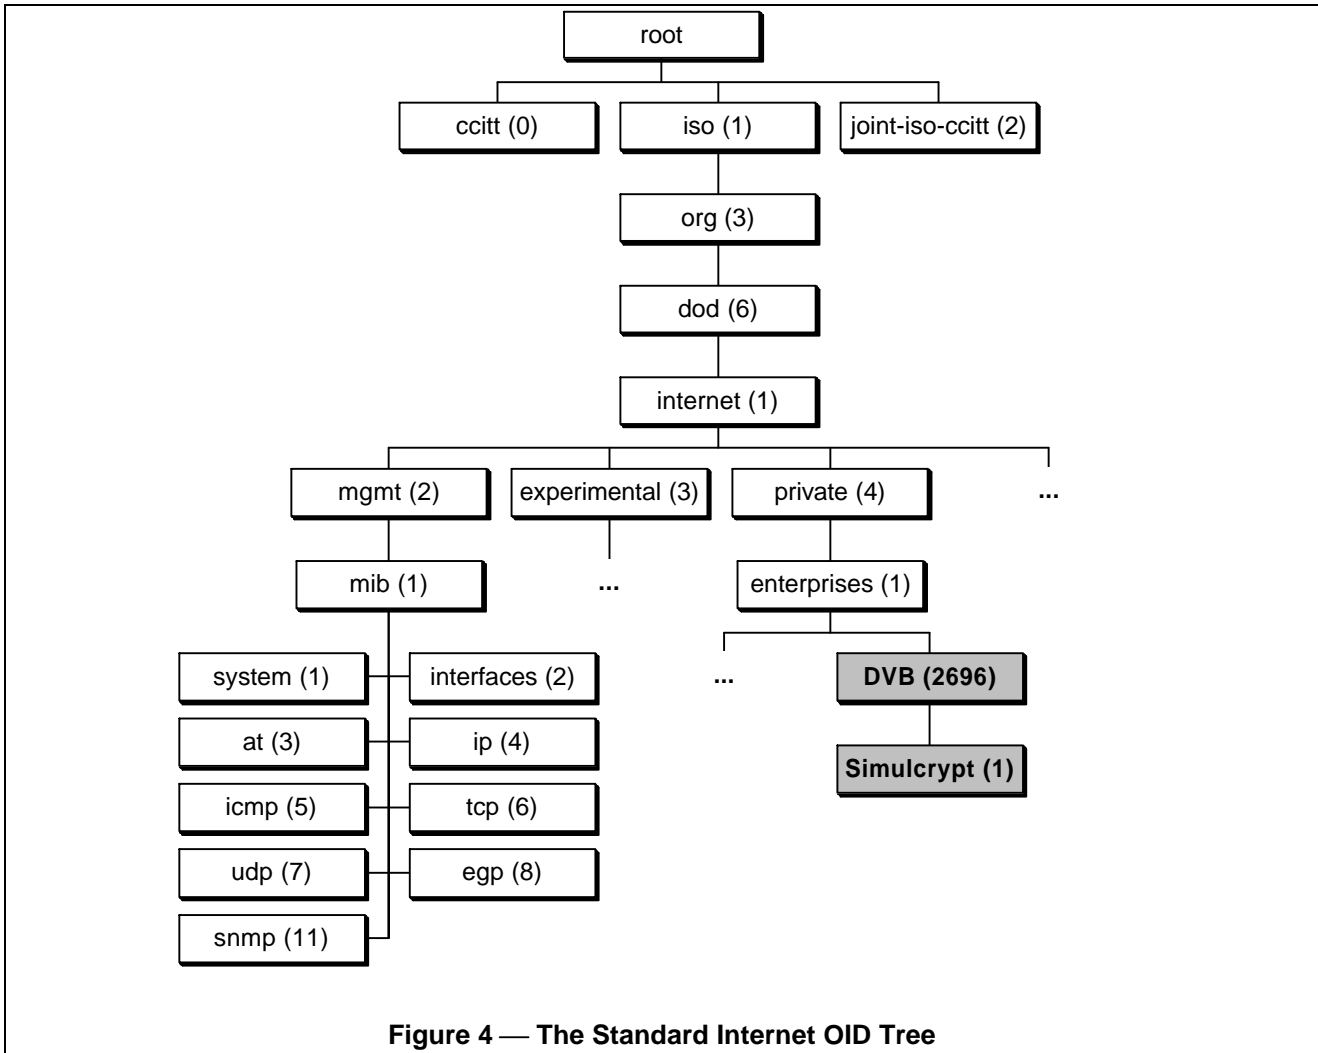 root
ccitt (0)
iso (1)
joint-iso-ccitt (2)
org (3)
dod (6)
internet (1)
mgmt (2)
experimental (3)
private (4)
...
mib (1)
...
enterprises (1)
system (1)
interfaces (2)
...
DVB (2696)
at (3)
ip (4)
Simulcrypt (1)
icmp (5)
tcp (6)
udp (7)
egp (8)
snmp (11)
Figure 4 — The Standard Internet OID Tree